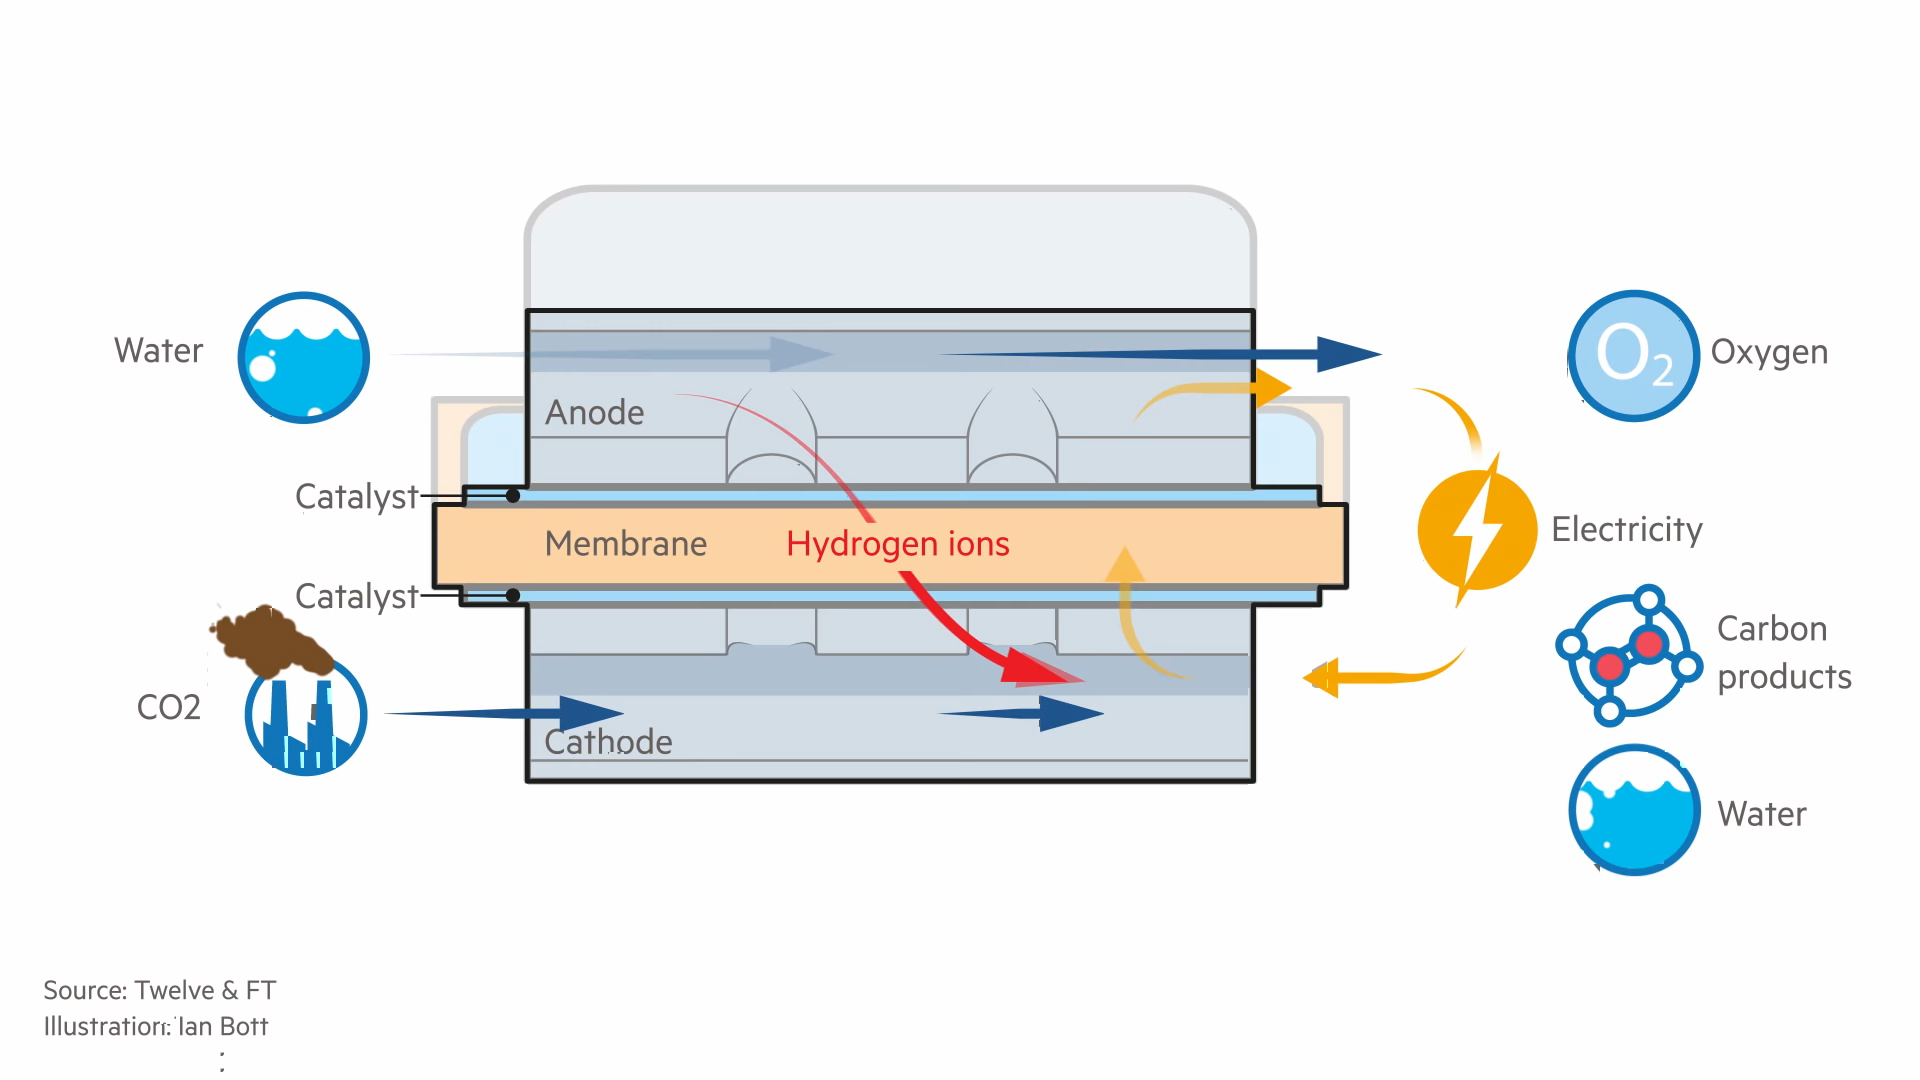 Water
O2
Oxygen
Anode
Catalyst
Membrane
Hydrogen ions
Electricity
Catalyst
Carbon
products
CO2
Cathode
Water
Source: Twelve & FT
Illustration: Ian Bott